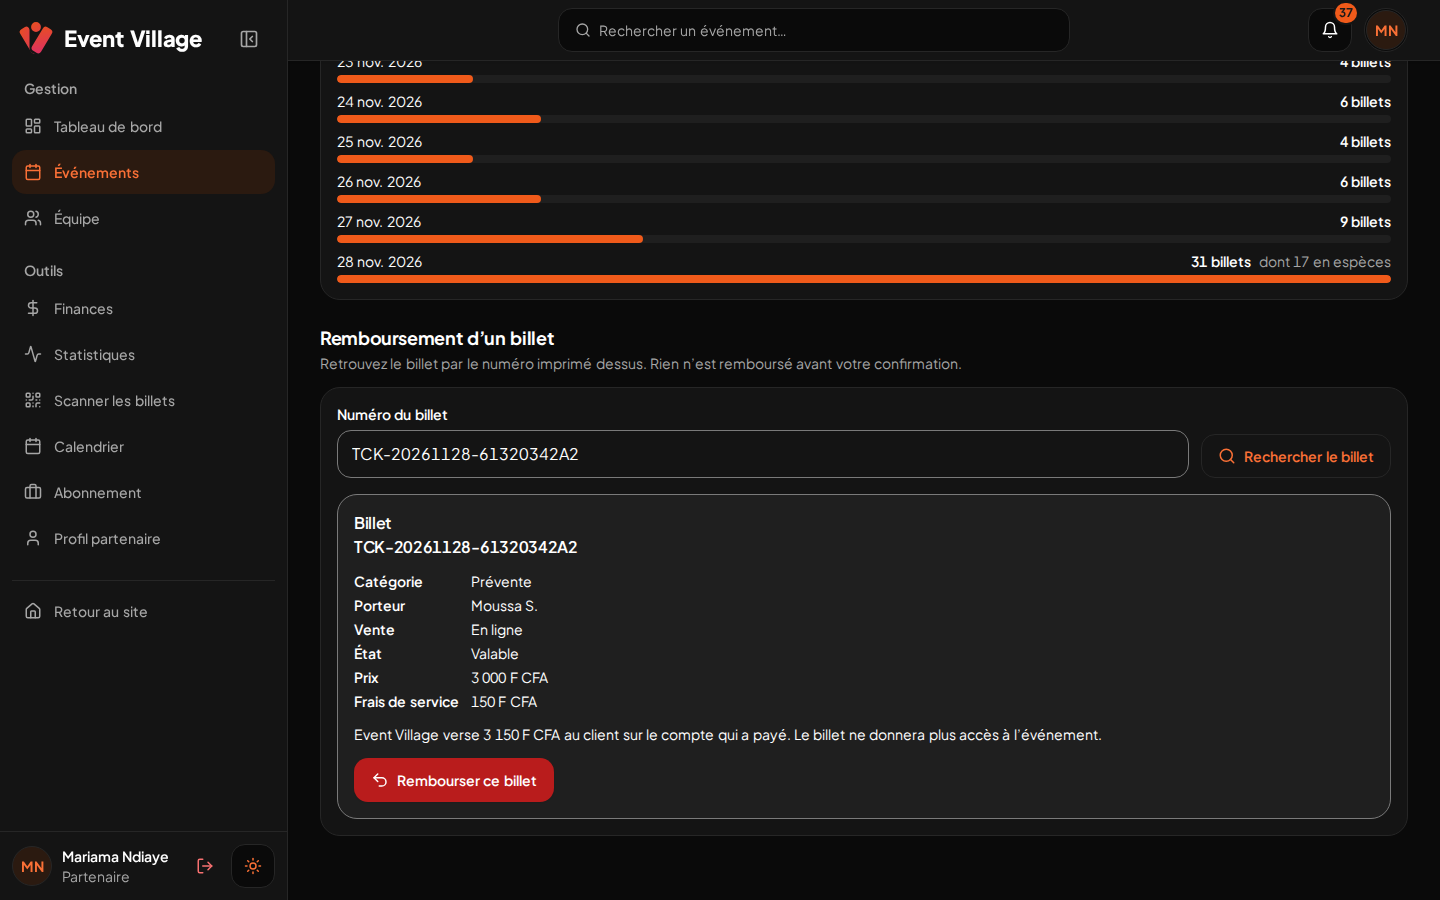 Event Village
Rechercher un événement...
37
MN
Gestion
Tableau de bord
Événements
Équipe
Outils
Finances
Statistiques
Scanner les billets
Calendrier
Abonnement
Profil partenaire
Retour au site
MN
Mariama Ndiaye
Partenaire
23 nov. 2026 4 billets
24 nov. 2026 6 billets
25 nov. 2026 4 billets
26 nov. 2026 6 billets
27 nov. 2026 9 billets
28 nov. 2026 31 billets dont 17 en espèces
Remboursement d’un billet
Retrouvez le billet par le numéro imprimé dessus. Rien n’est remboursé avant votre confirmation.
Numéro du billet
TCK-20261128-61320342A2
Rechercher le billet
Billet
TCK-20261128-61320342A2
Catégorie Prévente
Porteur Moussa S.
Vente En ligne
État Valable
Prix 3 000 F CFA
Frais de service 150 F CFA
Event Village verse 3 150 F CFA au client sur le compte qui a payé. Le billet ne donnera plus accès à l’événement.
Rembourser ce billet